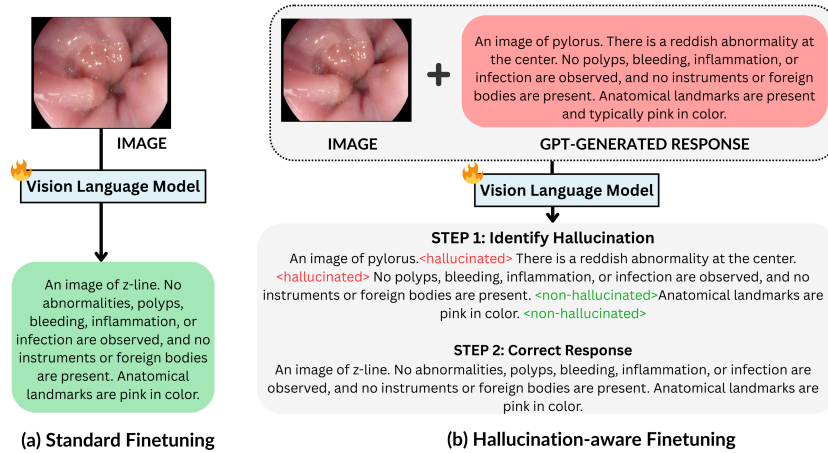 IMAGE
Vision Language Model
An image of z-line. No
abnormalities, polyps,
bleeding, inflammation, or
infection are observed, and no
instruments or foreign bodies
are present. Anatomical
landmarks are pink in color.
(a) Standard Finetuning
An image of pylorus. There is a reddish abnormality at
the center. No polyps, bleeding, inflammation, or
infection are observed, and no instruments or foreign
bodies are present. Anatomical landmarks are present
and typically pink in color.
+
IMAGE
GPT-GENERATED RESPONSE
Vision Language Model
STEP 1: Identify Hallucination
An image of pylorus.<hallucinated> There is a reddish abnormality at the center.
<hallucinated> No polyps, bleeding, inflammation, or infection are observed, and no
instruments or foreign bodies are present. <non-hallucinated>Anatomical landmarks are
pink in color. <non-hallucinated>
STEP 2: Correct Response
An image of z-line. No abnormalities, polyps, bleeding, inflammation, or infection are
observed, and no instruments or foreign bodies are present. Anatomical landmarks are
pink in color.
(b) Hallucination-aware Finetuning